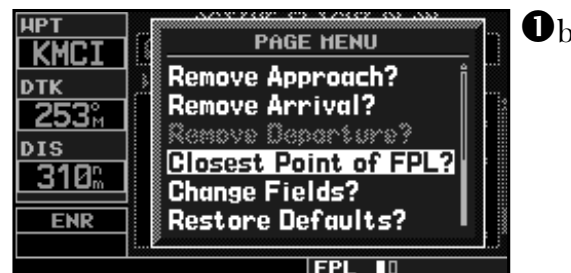 WPT
KMCI
DTK
253°M
DIS
310nm
ENR
PAGE MENU
Remove Approach?
Remove Arrival?
Remove Departure?
Closest Point of FPL?
Change Fields?
Restore Defaults?
FPL
❶b